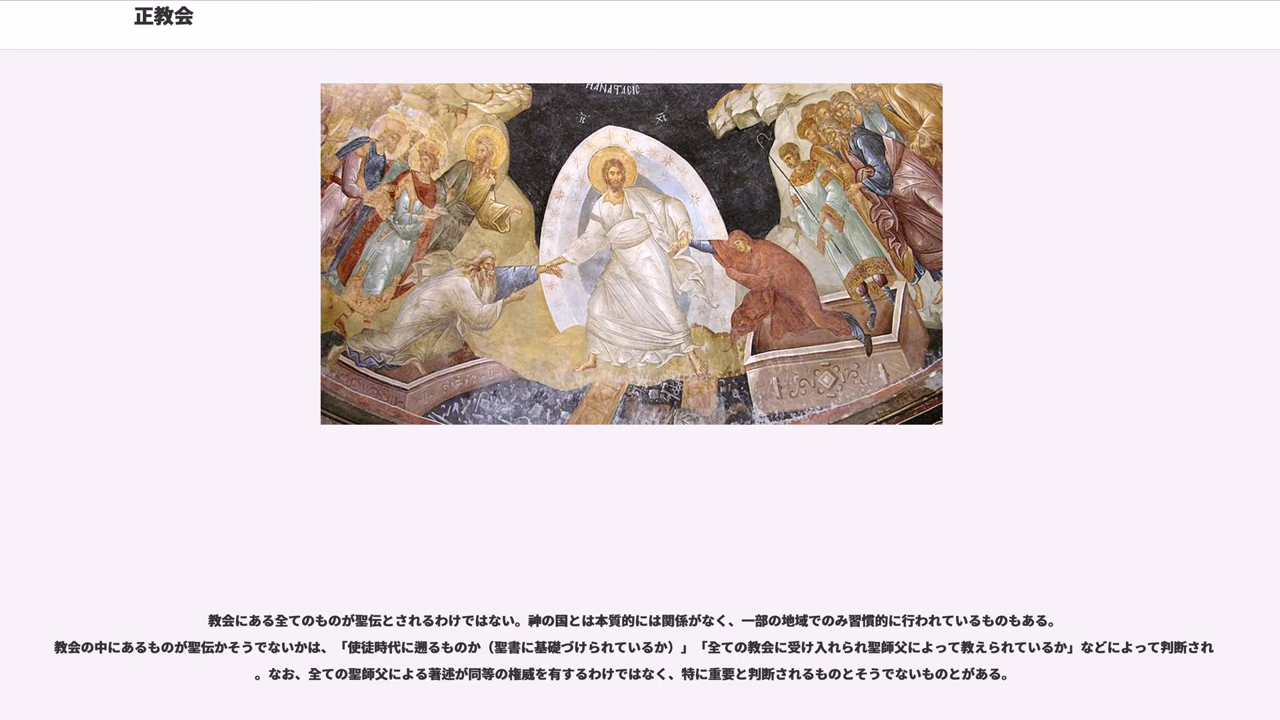 正教会
教会にある全てのものが聖伝とされるわけではない。神の国とは本質的には関係がなく、一部の地域でのみ習慣的に行われているものもある。
教会の中にあるものが聖伝かそうでないかは、「使徒時代に遡るものか（聖書に基礎づけられているか）」「全ての教会に受け入れられ聖師父によって教えられているか」などによって判断され
。なお、全ての聖師父による著述が同等の権威を有するわけではなく、特に重要と判断されるものとそうでないものとがある。